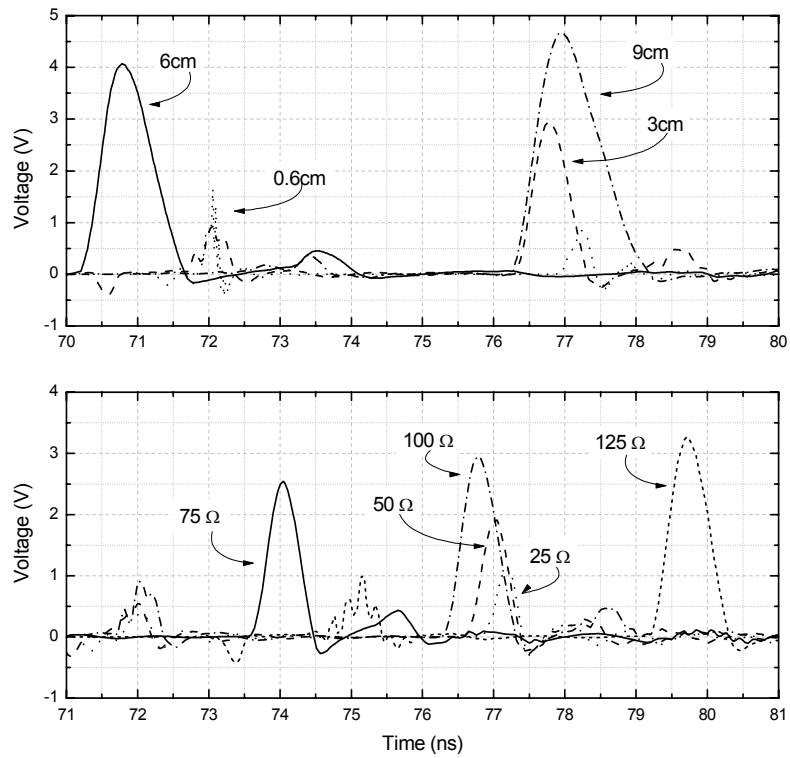 5
4
3
2
1
0
-1
Voltage (V)
6cm
0.6cm
9cm
3cm
70 71 72 73 74 75 76 77 78 79 80
4
3
2
1
0
-1
Voltage (V)
75 Ω
100 Ω
50 Ω
25 Ω
125 Ω
71 72 73 74 75 76 77 78 79 80 81
Time (ns)